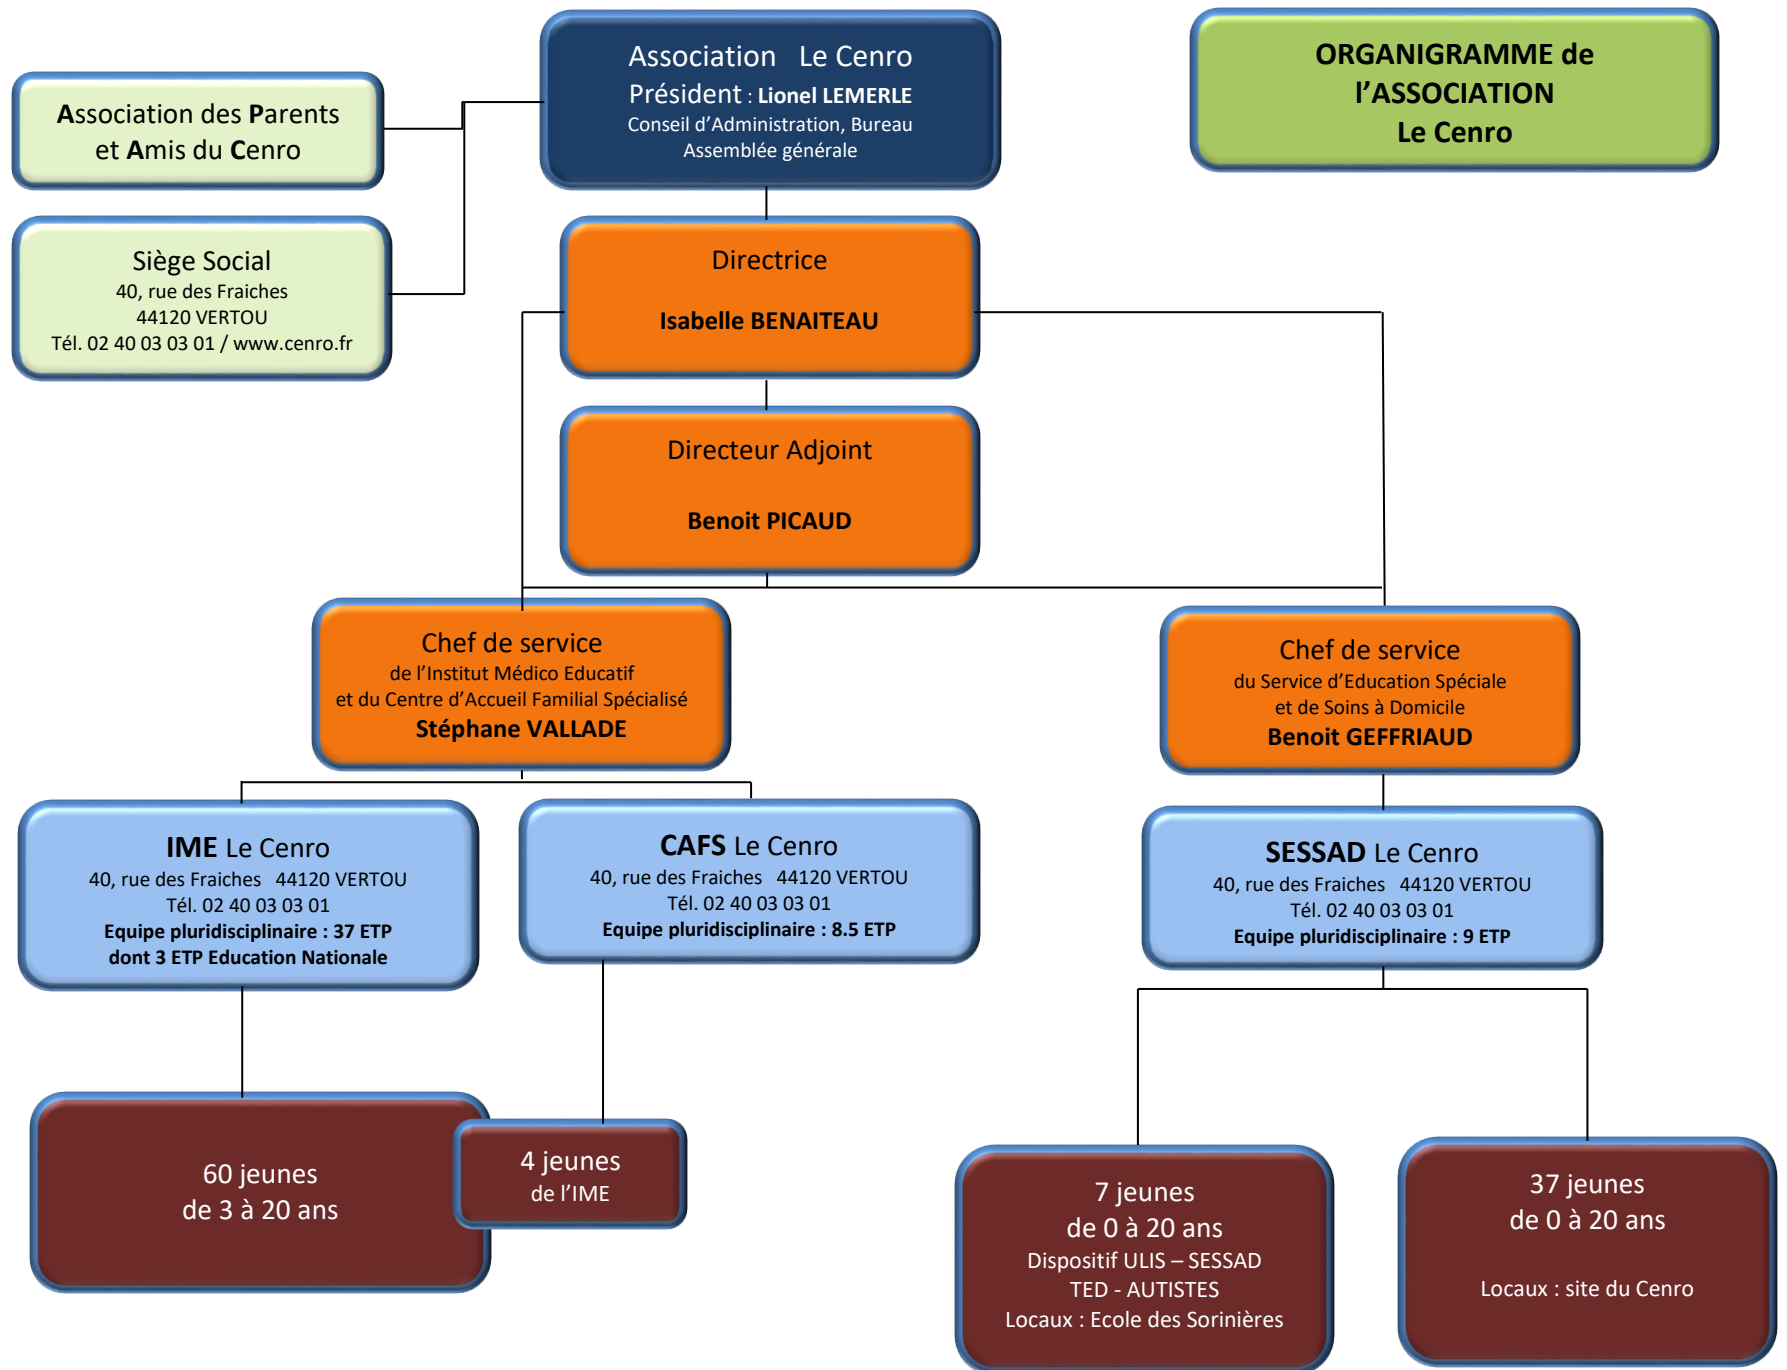 Association Le Cenro
Président : Lionel LEMERLE
Conseil d'Administration, Bureau
Assemblée générale
ORGANIGRAMME de
l'ASSOCIATION
Le Cenro
Association des Parents
et Amis du Cenro
Siège Social
40, rue des Fraiches
44120 VERTOU
Tél. 02 40 03 03 01 / www.cenro.fr
Directrice
Isabelle BENAITEAU
Directeur Adjoint
Benoit PICAUD
Chef de service
de l'Institut Médico Educatif
et du Centre d'Accueil Familial Spécialisé
Stéphane VALLADE
Chef de service
du Service d'Education Spéciale
et de Soins à Domicile
Benoit GEFFRIAUD
IME Le Cenro
40, rue des Fraiches 44120 VERTOU
Tél. 02 40 03 03 01
Equipe pluridisciplinaire : 37 ETP
dont 3 ETP Education Nationale
CAFS Le Cenro
40, rue des Fraiches 44120 VERTOU
Tél. 02 40 03 03 01
Equipe pluridisciplinaire : 8.5 ETP
SESSAD Le Cenro
40, rue des Fraiches 44120 VERTOU
Tél. 02 40 03 03 01
Equipe pluridisciplinaire : 9 ETP
60 jeunes
de 3 à 20 ans
4 jeunes
de l'IME
7 jeunes
de 0 à 20 ans
Dispositif ULIS – SESSAD
TED - AUTISTES
Locaux : Ecole des Sorinières
37 jeunes
de 0 à 20 ans
Locaux : site du Cenro